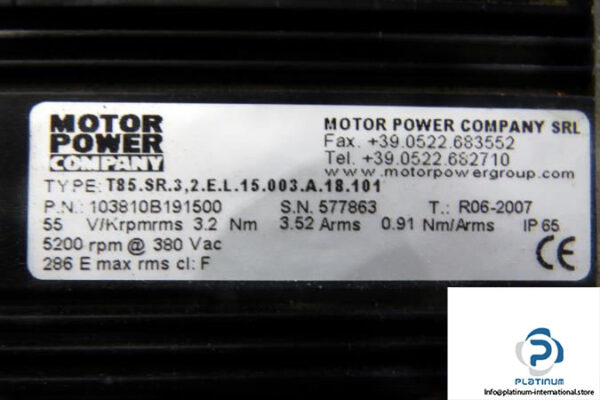 MOTOR
POWER
COMPANY
MOTOR POWER COMPANY SRL
Fax. +39.0522.683552
Tel. +39.0522.682710
www.motorpowergroup.com
TYPE: T85.SR.3,2.E.L.15.003.A.18.101
P.N.: 103810B191500 S.N. 577863 T.: R06-2007
55 V/Krpmrms 3.2 Nm 3.52 Arms 0.91 Nm/Arms IP 65
5200 rpm @ 380 Vac
286 E max rms cl: F
CE
PLATINUM
Info@platinum-international.store